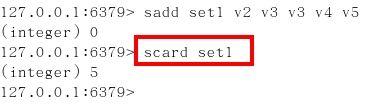 127.0.0.1:6379> sadd set1 v2 v3 v3 v4 v5
(integer) 0
127.0.0.1:6379> scard set1
(integer) 5
127.0.0.1:6379>